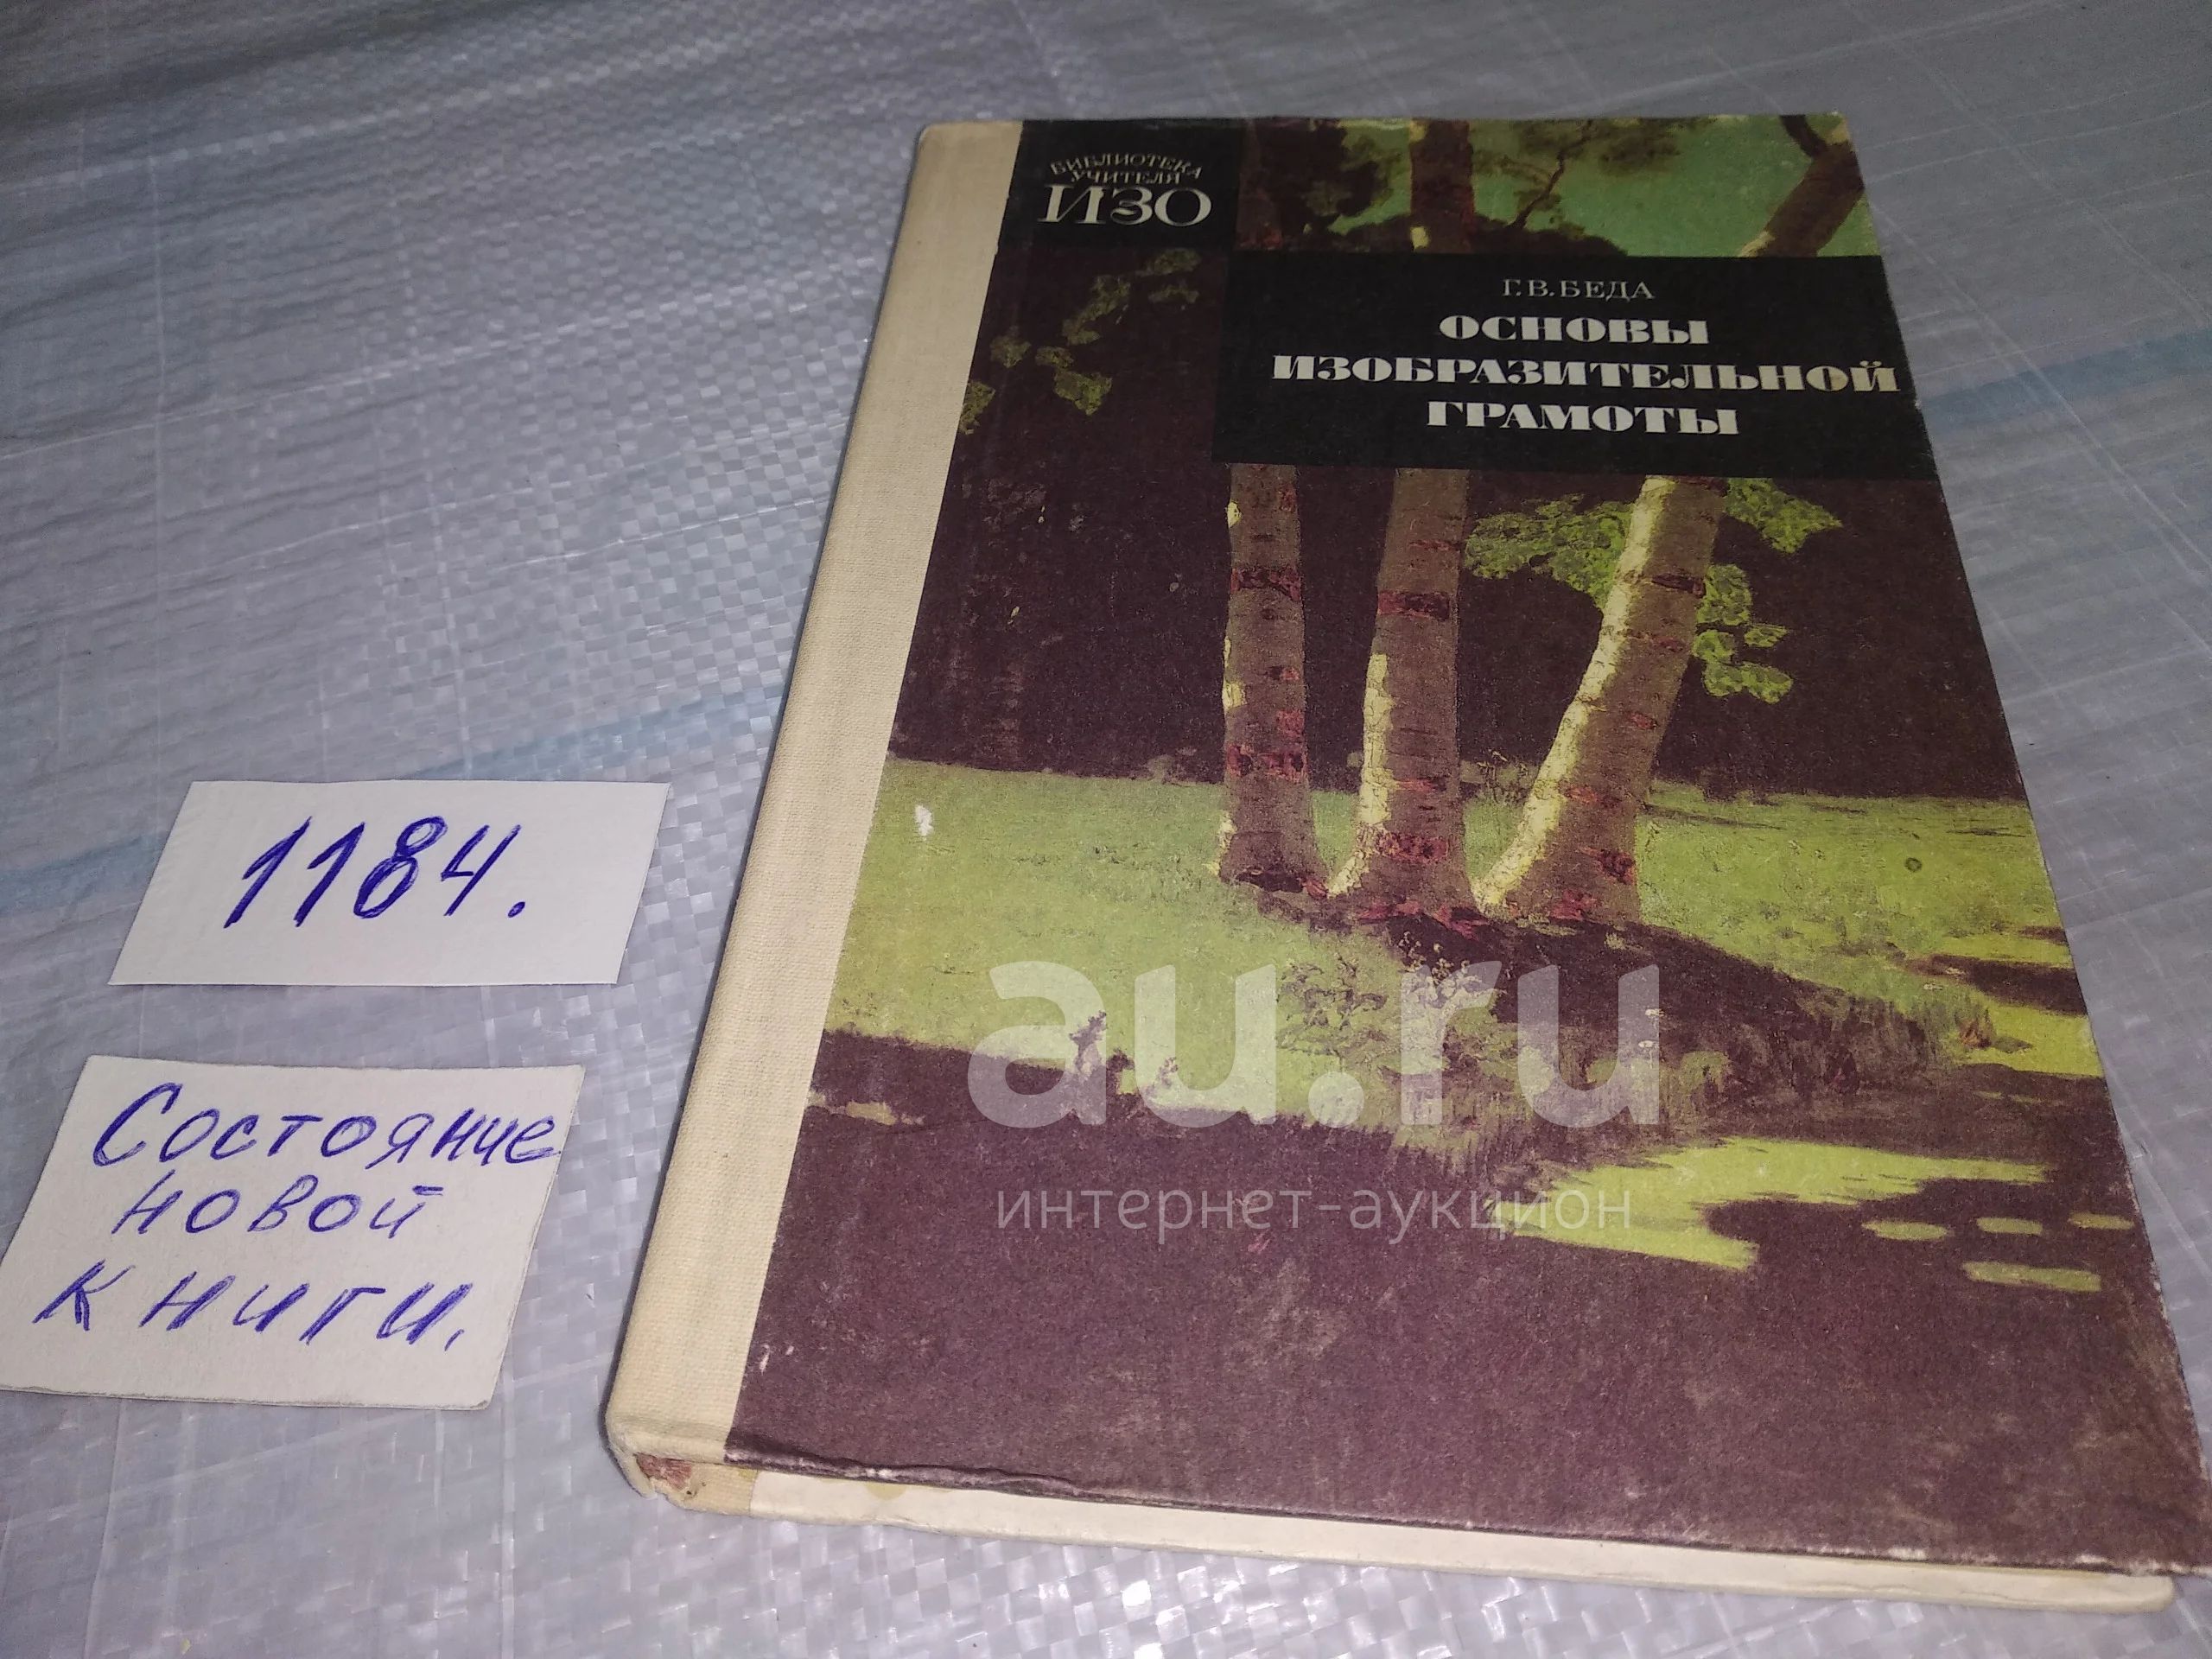 БИБЛИОТЕКА
УЧИТЕЛЯ
ИЗО
Г.В.БЕДА
ОСНОВЫ
ИЗОБРАЗИТЕЛЬНОЙ
ГРАМОТЫ
1184.
Состояние
новой
книги.
au.ru
интернет-аукцион